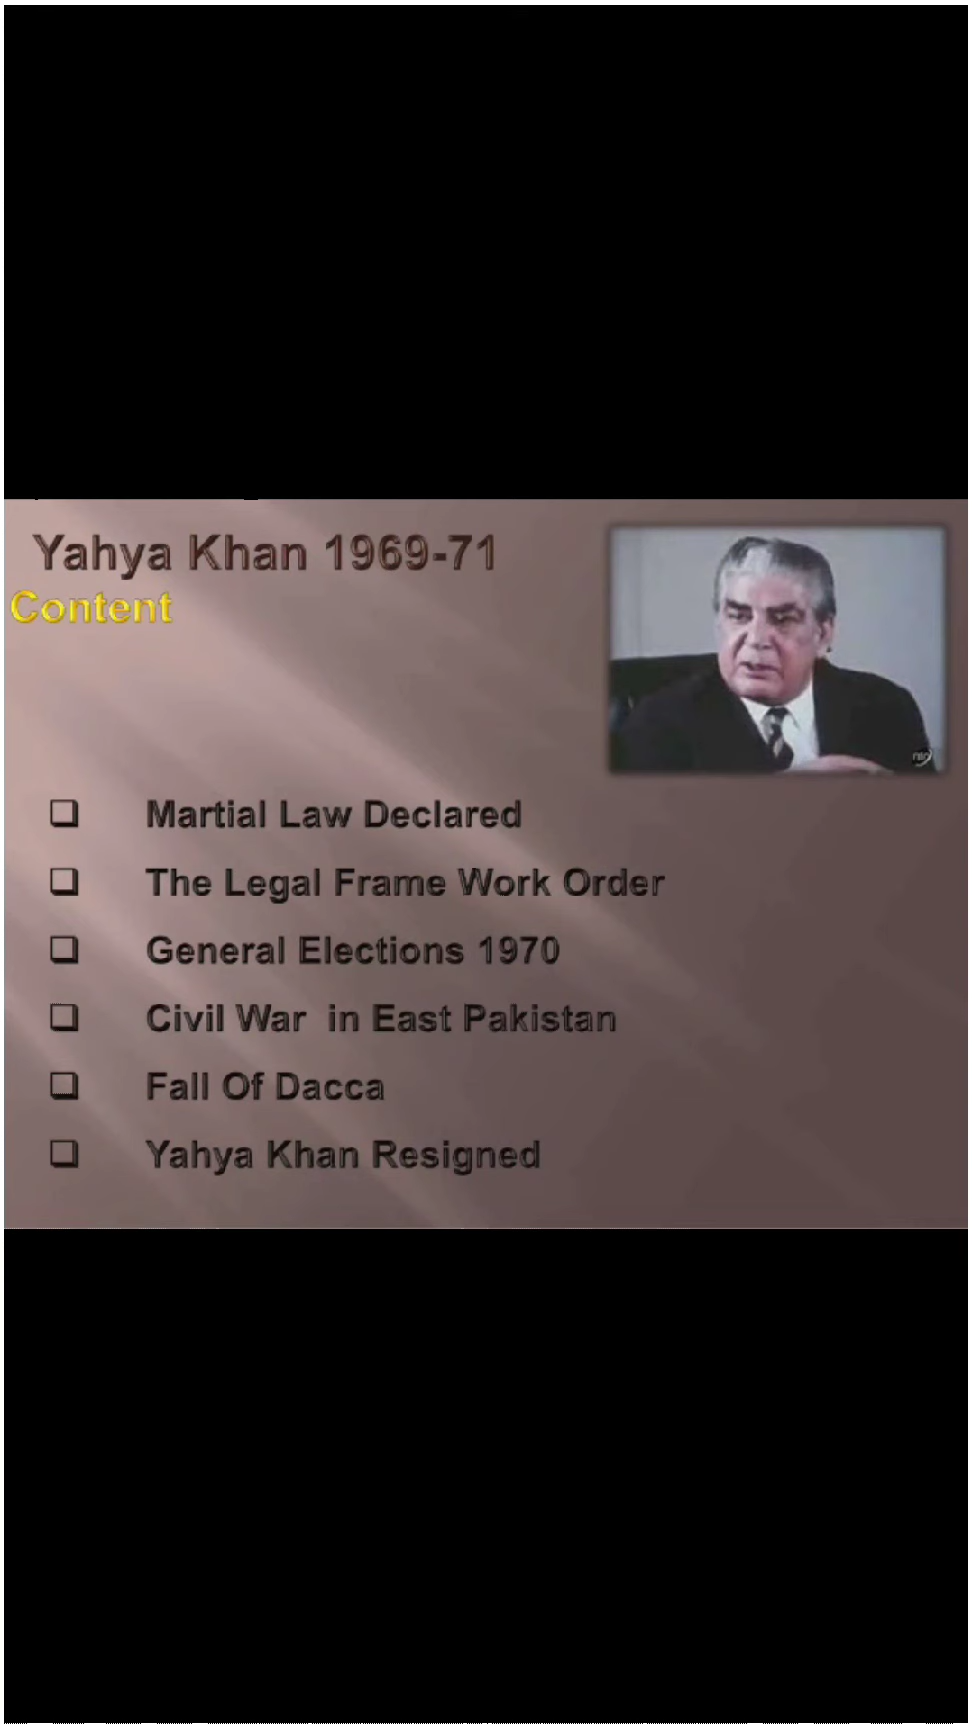 Yahya Khan 1969-71
Content
Martial Law Declared
The Legal Frame Work Order
General Elections 1970
Civil War in East Pakistan
Fall Of Dacca
Yahya Khan Resigned